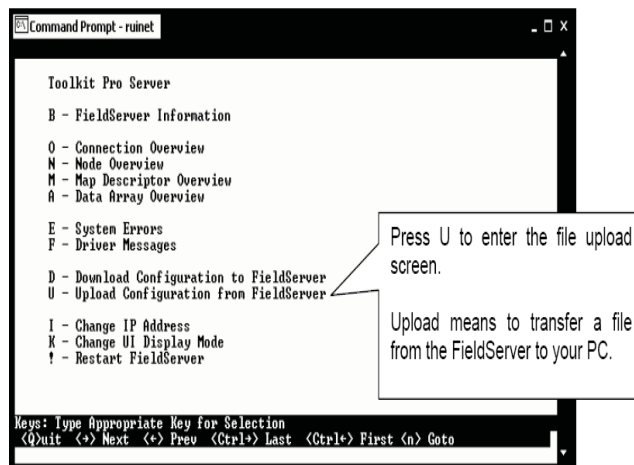 Command Prompt - ruinet
Toolkit Pro Server
B - FieldServer Information
O - Connection Overview
N - Node Overview
M - Map Descriptor Overview
A - Data Array Overview
E - System Errors
F - Driver Messages
D - Download Configuration to FieldServer
U - Upload Configuration from FieldServer
I - Change IP Address
K - Change UI Display Mode
! - Restart FieldServer
Press U to enter the file upload
screen.
Upload means to transfer a file
from the FieldServer to your PC.
Keys: Type Appropriate Key for Selection
<Q>uit <→> Next <←> Prev <Ctrl→> Last <Ctrl←> First <n> Goto